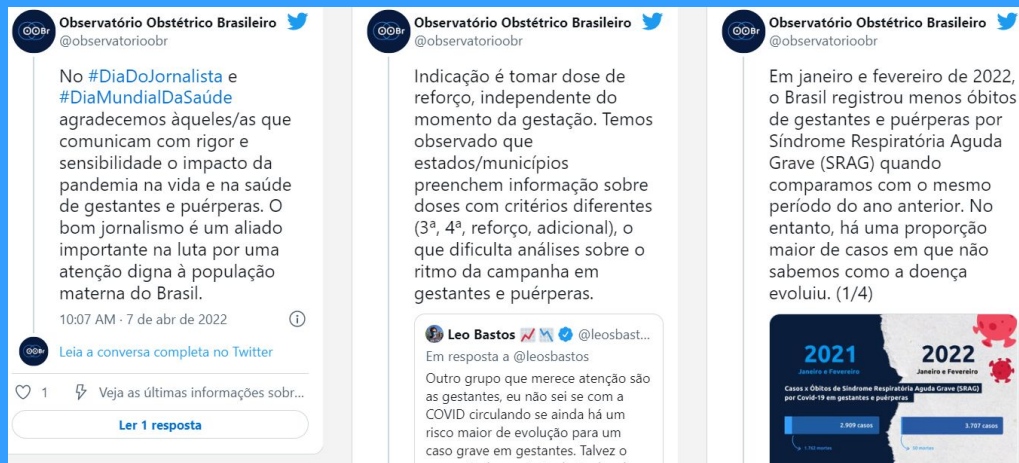 Observatório Obstétrico Brasileiro
@observatorioobr
No #DiaDoJornalista e
#DiaMundialDaSaúde
agradecemos àqueles/as que
comunicam com rigor e
sensibilidade o impacto da
pandemia na vida e na saúde
de gestantes e puérperas. O
bom jornalismo é um aliado
importante na luta por uma
atenção digna à população
materna do Brasil.
10:07 AM · 7 de abr de 2022
Leia a conversa completa no Twitter
1 Veja as últimas informações sobr...
Ler 1 resposta
Observatório Obstétrico Brasileiro
@observatorioobr
Indicação é tomar dose de
reforço, independente do
momento da gestação. Temos
observado que
estados/municípios
preenchem informação sobre
doses com critérios diferentes
(3ª, 4ª, reforço, adicional), o
que dificulta análises sobre o
ritmo da campanha em
gestantes e puérperas.
Leo Bastos 📈 📉 @leosbast...
Em resposta a @leosbastos
Outro grupo que merece atenção são
as gestantes, eu não sei se com a
COVID circulando se ainda há um
risco maior de evolução para um
caso grave em gestantes. Talvez o
Observatório Obstétrico Brasileiro
@observatorioobr
Em janeiro e fevereiro de 2022,
o Brasil registrou menos óbitos
de gestantes e puérperas por
Síndrome Respiratória Aguda
Grave (SRAG) quando
comparamos com o mesmo
período do ano anterior. No
entanto, há uma proporção
maior de casos em que não
sabemos como a doença
evoluiu. (1/4)
2021 2022
Janeiro e Fevereiro Janeiro e Fevereiro
Casos x Óbitos de Síndrome Respiratória Aguda Grave (SRAG)
por Covid-19 em gestantes e puérperas
2.909 casos 3.707 casos